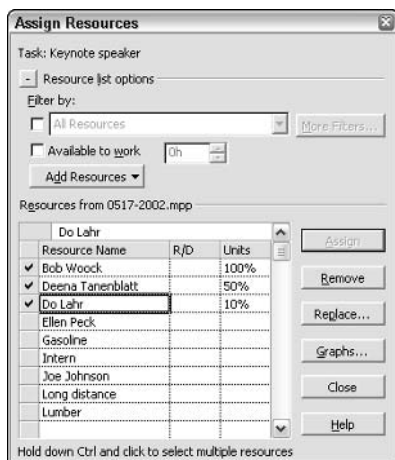 Assign Resources
Task: Keynote speaker
- Resource list options
Filter by:
All Resources
More Filters...
Available to work 0h
Add Resources
Resources from 0517-2002.mpp
Do Lahr
Assign
Resource Name R/D Units
Bob Woock 100%
Remove
Deena Tanenblatt 50%
Do Lahr 10%
Replace...
Ellen Peck
Gasoline
Graphs...
Intern
Joe Johnson
Close
Long distance
Lumber
Help
Hold down Ctrl and click to select multiple resources